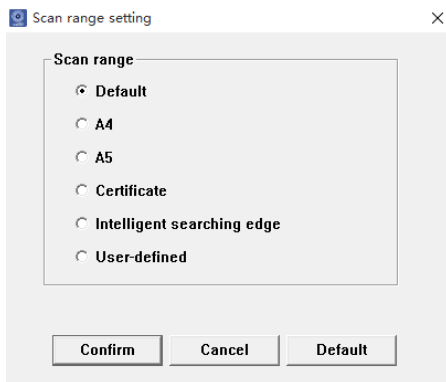 Scan range setting
Scan range
Default
A4
A5
Certificate
Intelligent searching edge
User-defined
Confirm Cancel Default